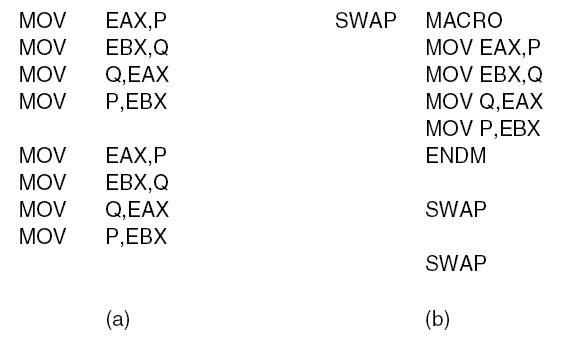 MOV EAX,P
MOV EBX,Q
MOV Q,EAX
MOV P,EBX
MOV EAX,P
MOV EBX,Q
MOV Q,EAX
MOV P,EBX
(a)
SWAP MACRO
MOV EAX,P
MOV EBX,Q
MOV Q,EAX
MOV P,EBX
ENDM
SWAP
SWAP
(b)